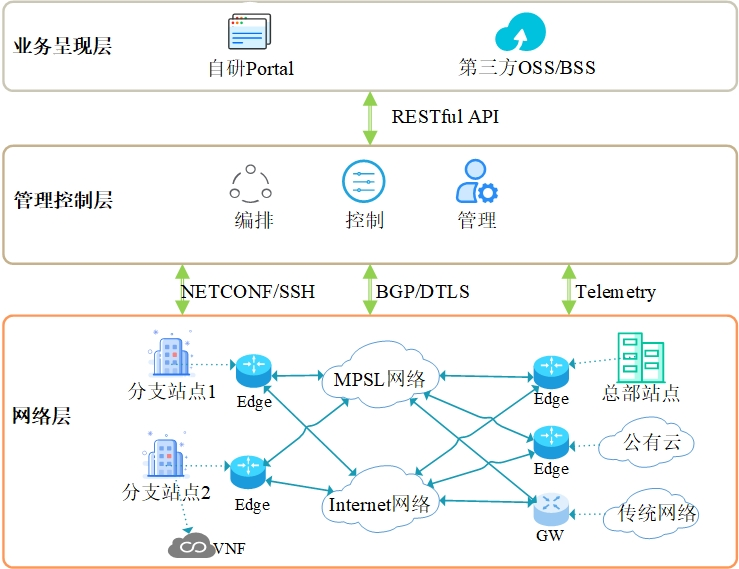 业务呈现层
自研Portal
第三方OSS/BSS
RESTful API
管理控制层
编排
控制
管理
NETCONF/SSH
BGP/DTLS
Telemetry
网络层
分支站点1
Edge
MPSL网络
Edge
总部站点
分支站点2
Edge
Internet网络
Edge
公有云
VNF
GW
传统网络